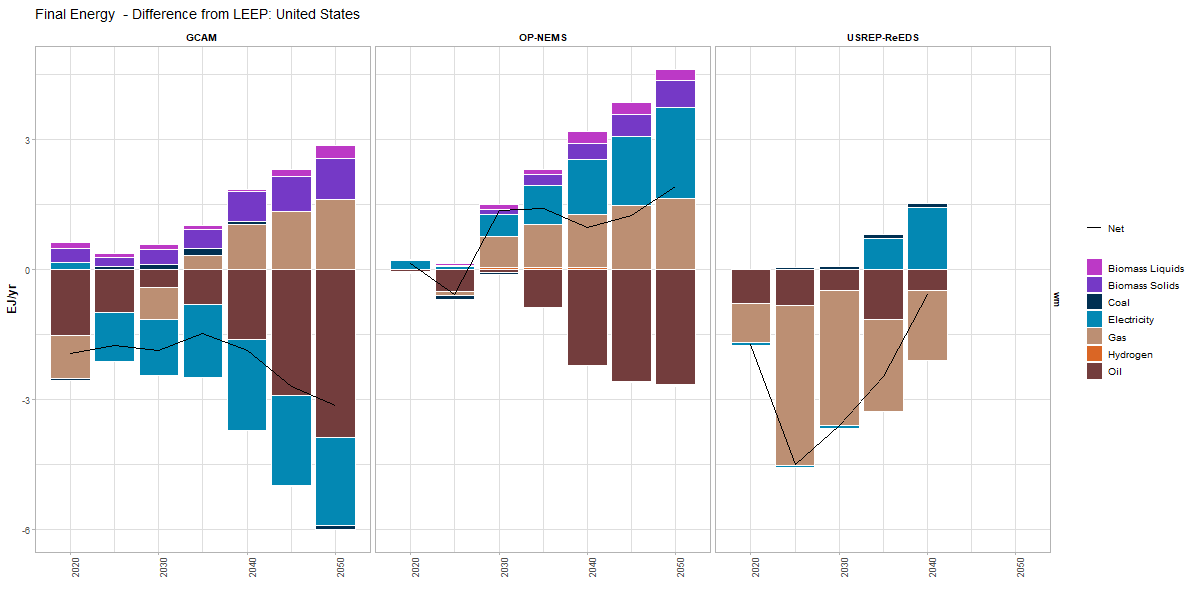 Final Energy  - Difference from LEEP: United States
GCAM
OP-NEMS
USREP-ReEDS
EJ/yr
3
0
-3
-6
2020
2030
2040
2050
2020
2030
2040
2050
2020
2030
2040
2050
wm
Net
Biomass Liquids
Biomass Solids
Coal
Electricity
Gas
Hydrogen
Oil